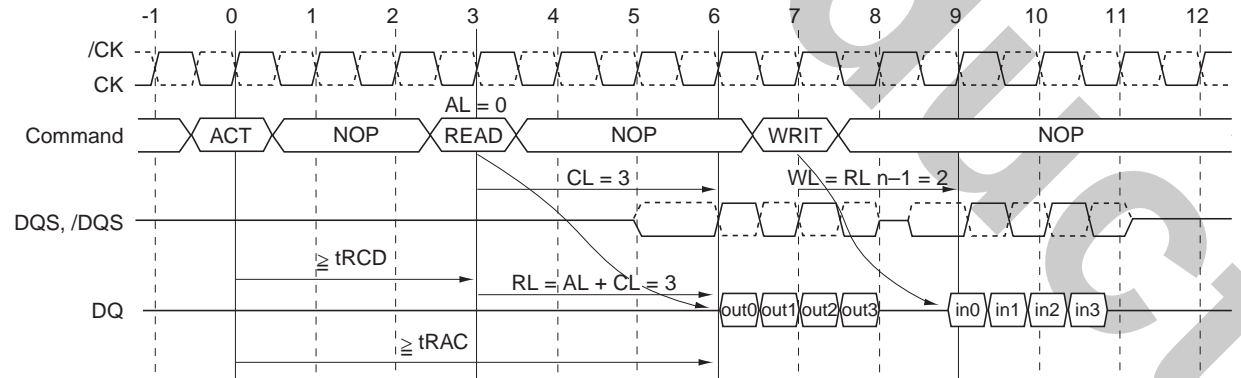 -1 0 1 2 3 4 5 6 7 8 9 10 11 12
/CK
CK
AL = 0
Command ACT NOP READ NOP WRIT NOP
CL = 3 WL = RL n–1 = 2
DQS, /DQS
≧ tRCD
RL = AL + CL = 3
DQ out0 out1 out2 out3 in0 in1 in2 in3
≧ tRAC
duct